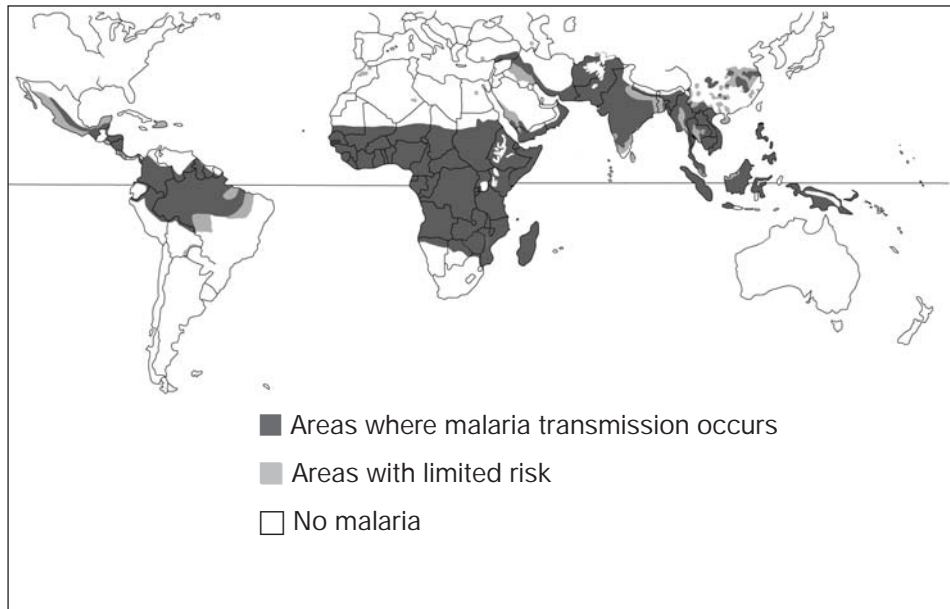 Areas where malaria transmission occurs
Areas with limited risk
No malaria